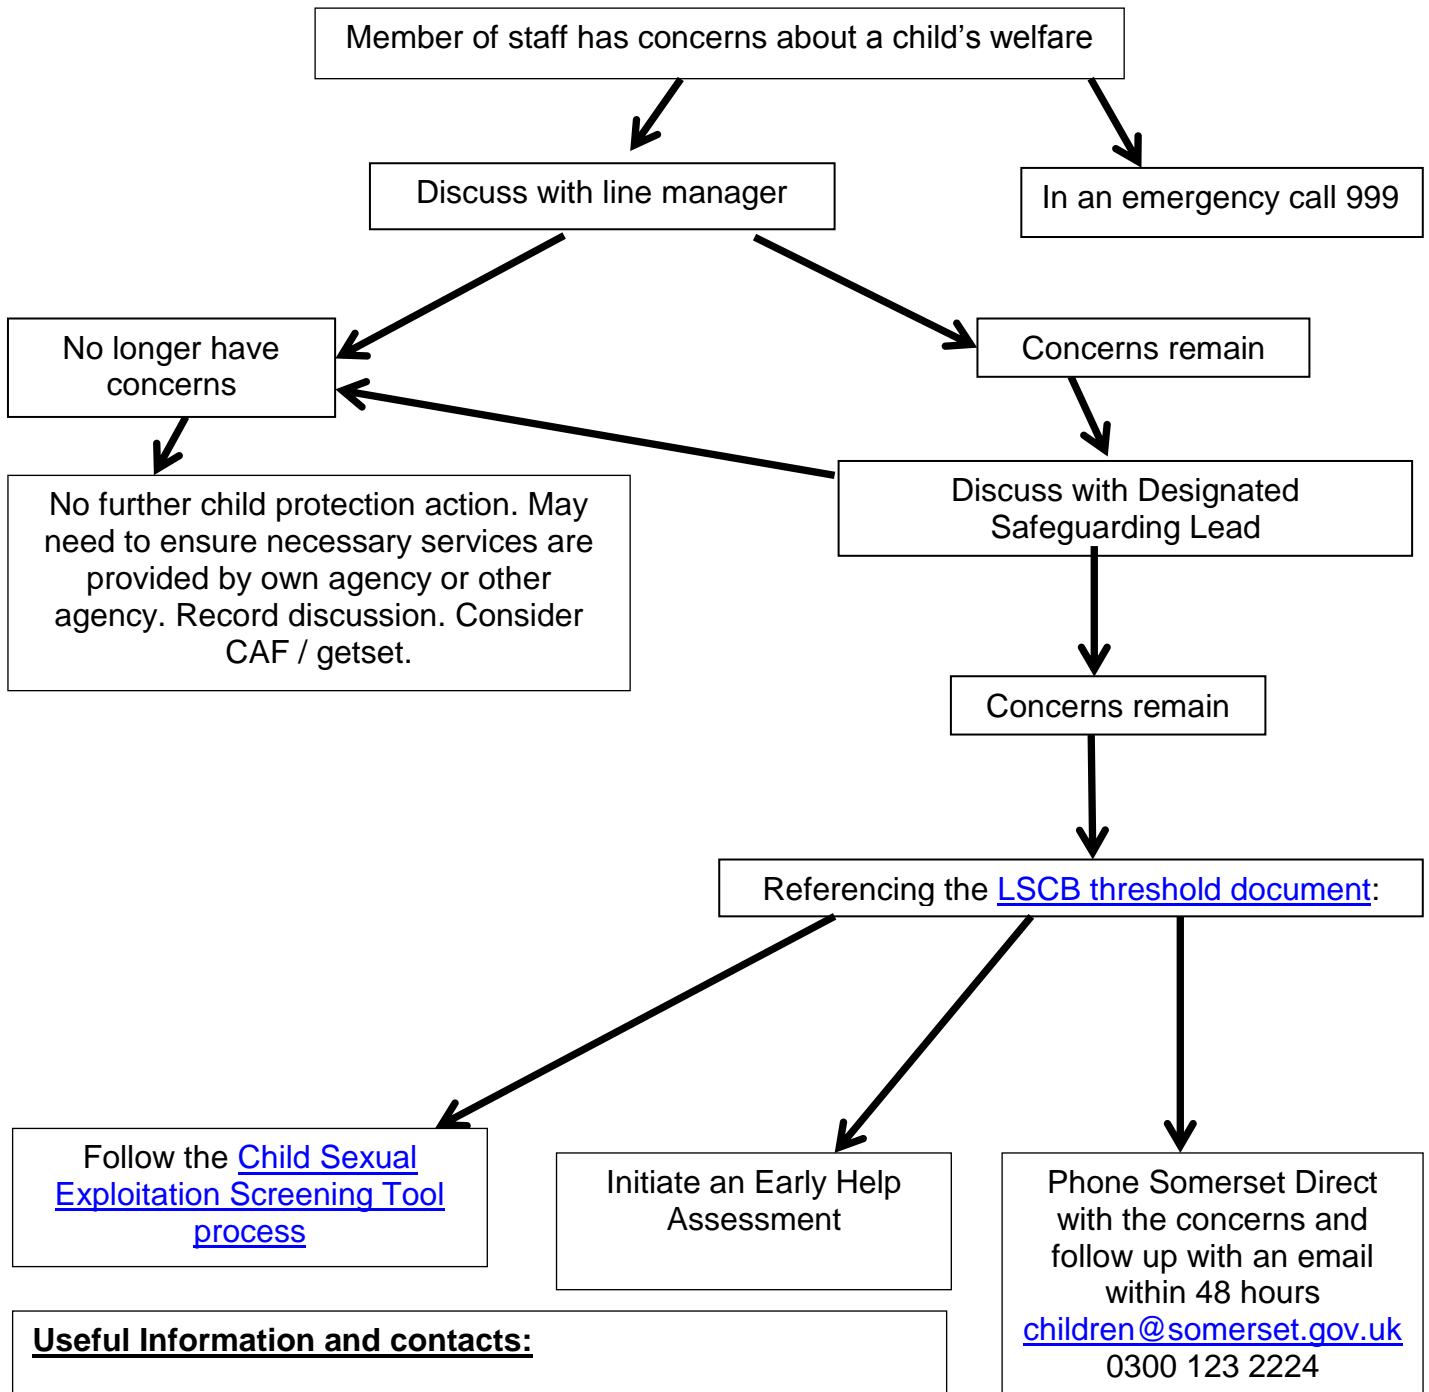 Member of staff has concerns about a child’s welfare
Discuss with line manager
In an emergency call 999
No longer have
concerns
Concerns remain
No further child protection action. May
need to ensure necessary services are
provided by own agency or other
agency. Record discussion. Consider
CAF / getset.
Discuss with Designated
Safeguarding Lead
Concerns remain
Referencing the LSCB threshold document:
Follow the Child Sexual
Exploitation Screening Tool
process
Initiate an Early Help
Assessment
Phone Somerset Direct
with the concerns and
follow up with an email
within 48 hours
children@somerset.gov.uk
0300 123 2224
Useful Information and contacts: